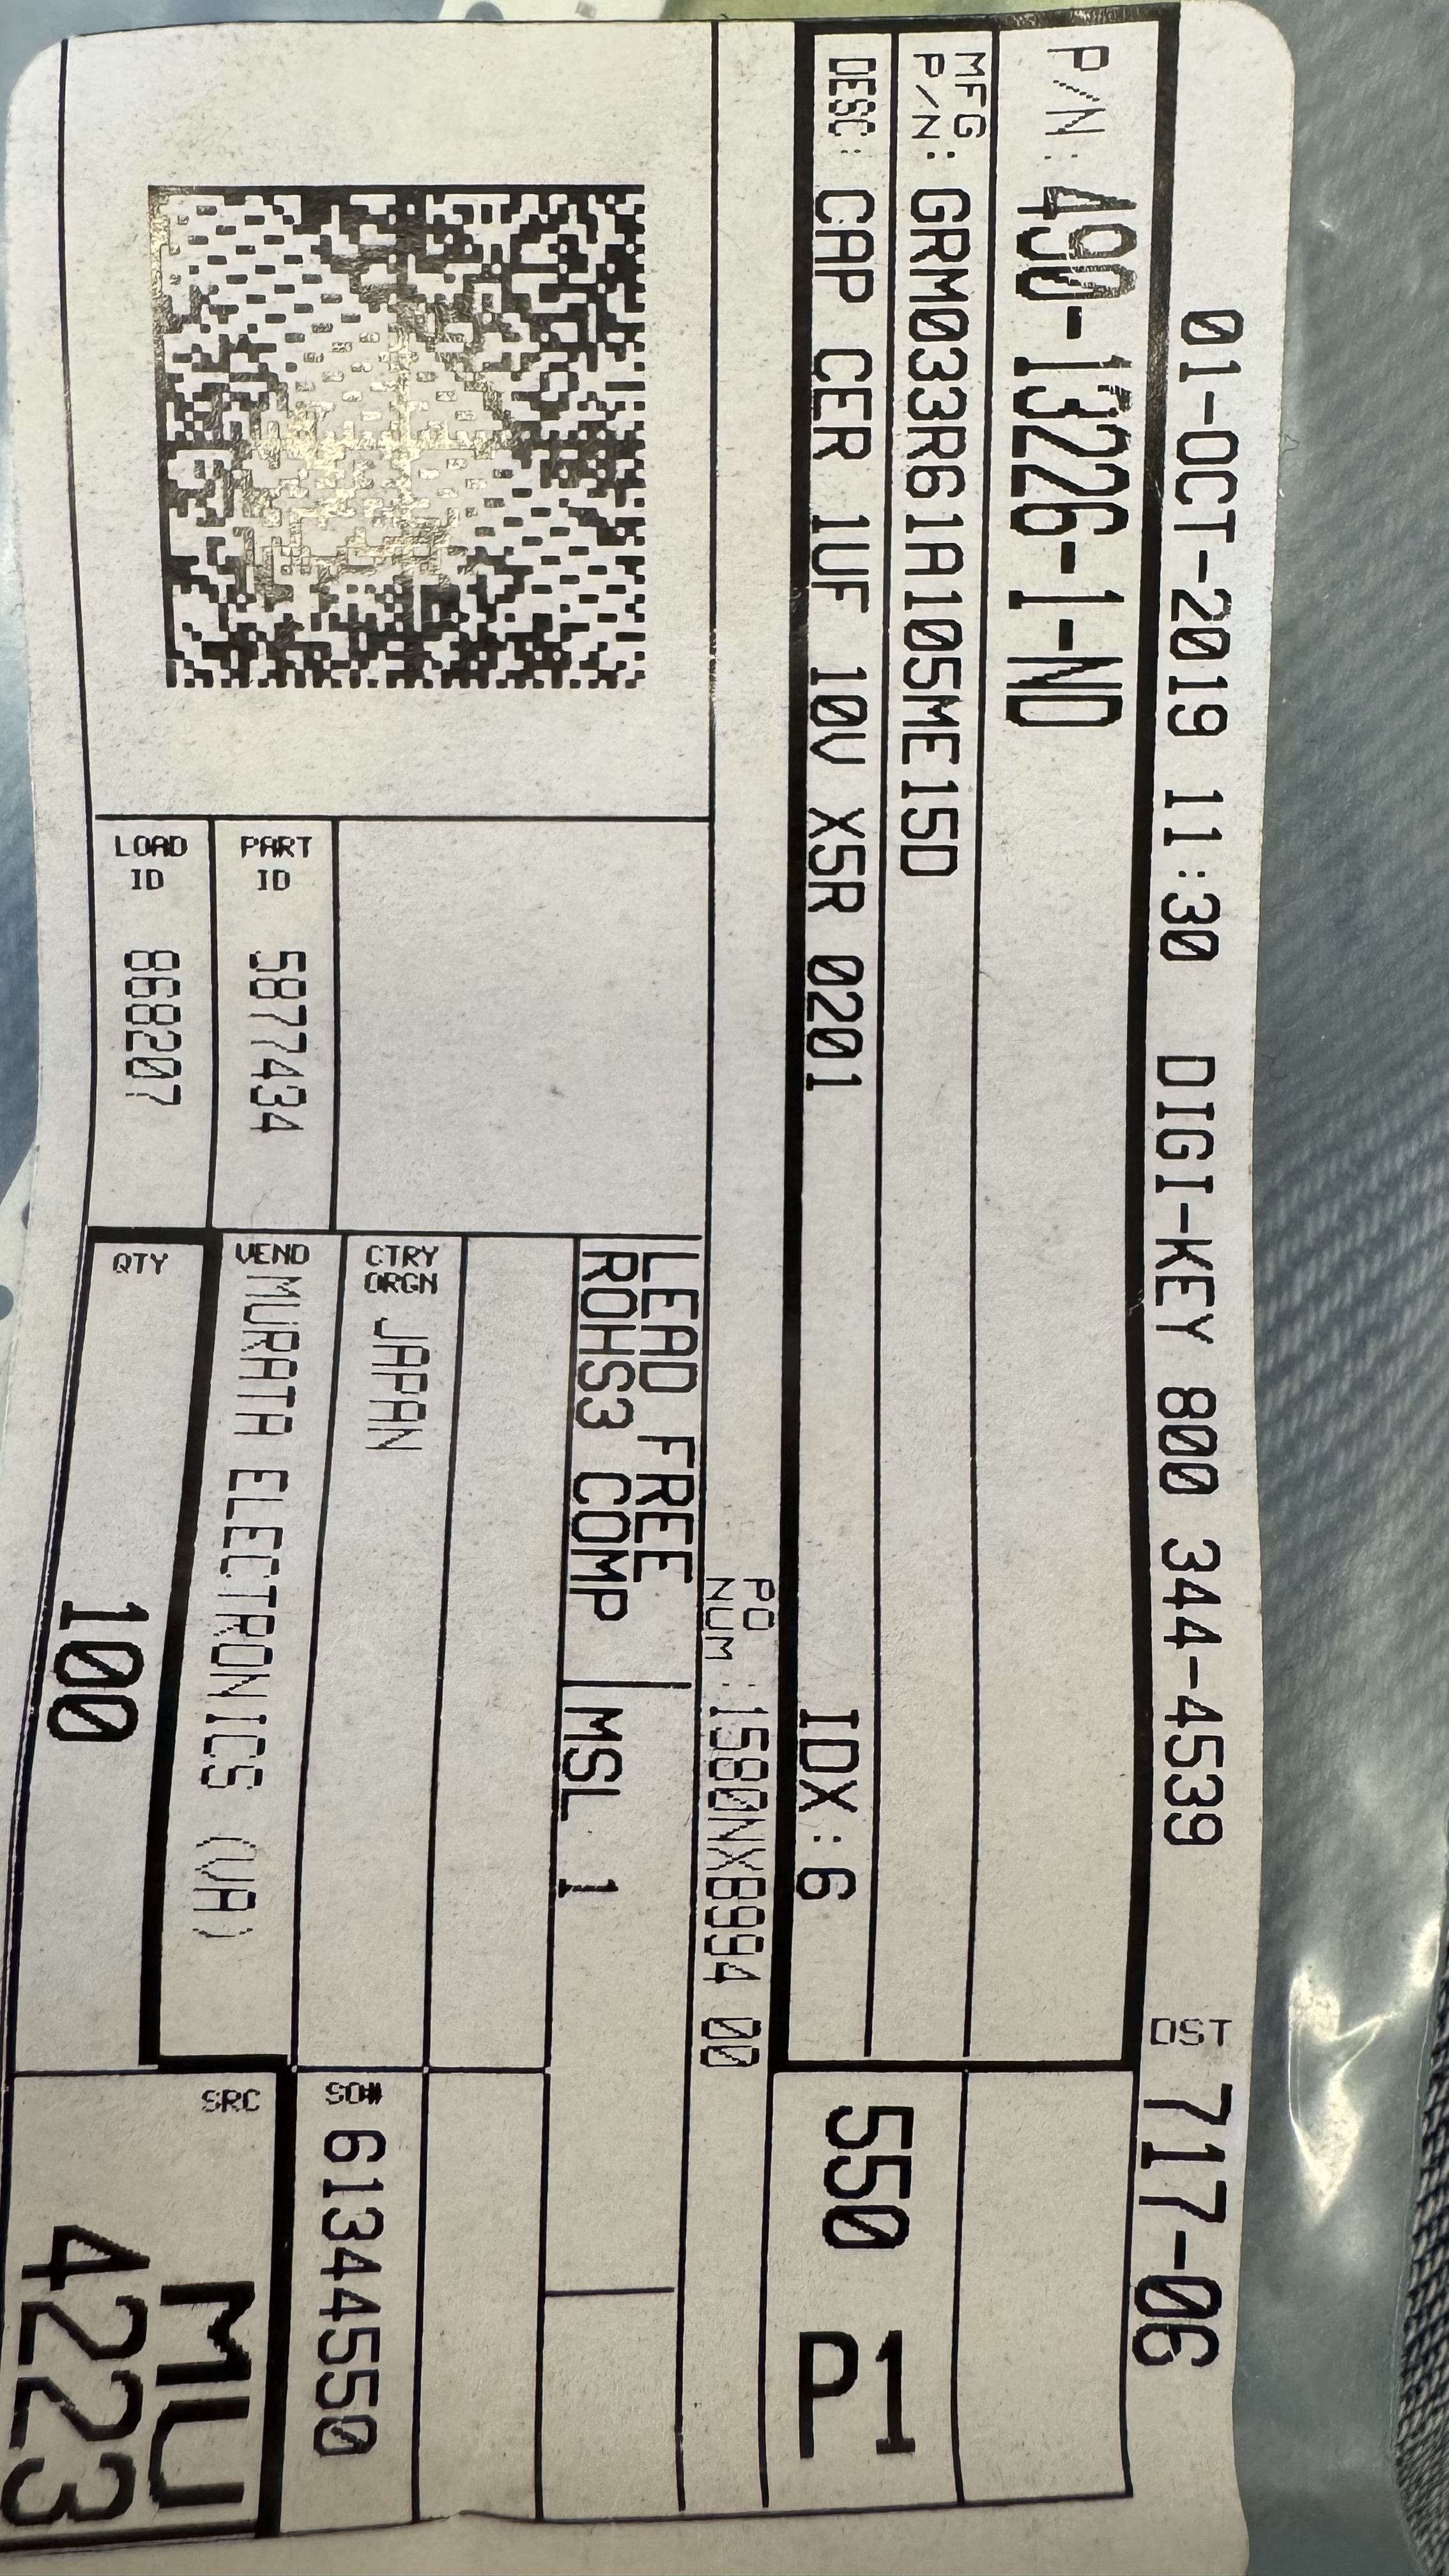 01-OCT-2019 11:30 DIGI-KEY 800 344-4539 DST 717-06
P/N: 490-13226-1-ND
MFG P/N: GRM033R61A105ME15D
DESC: CAP CER 1UF 10V X5R 0201
IDX: 6
550 P1
PO NUM: 1580NX8994 00
LEAD FREE
ROHS3 COMP
MSL 1
CTRY ORGN JAPAN
PART ID 5877434
VEND MURATA ELECTRONICS (VA)
SO# 61344550
LOAD ID 868207
QTY 100
SRC MU
4223